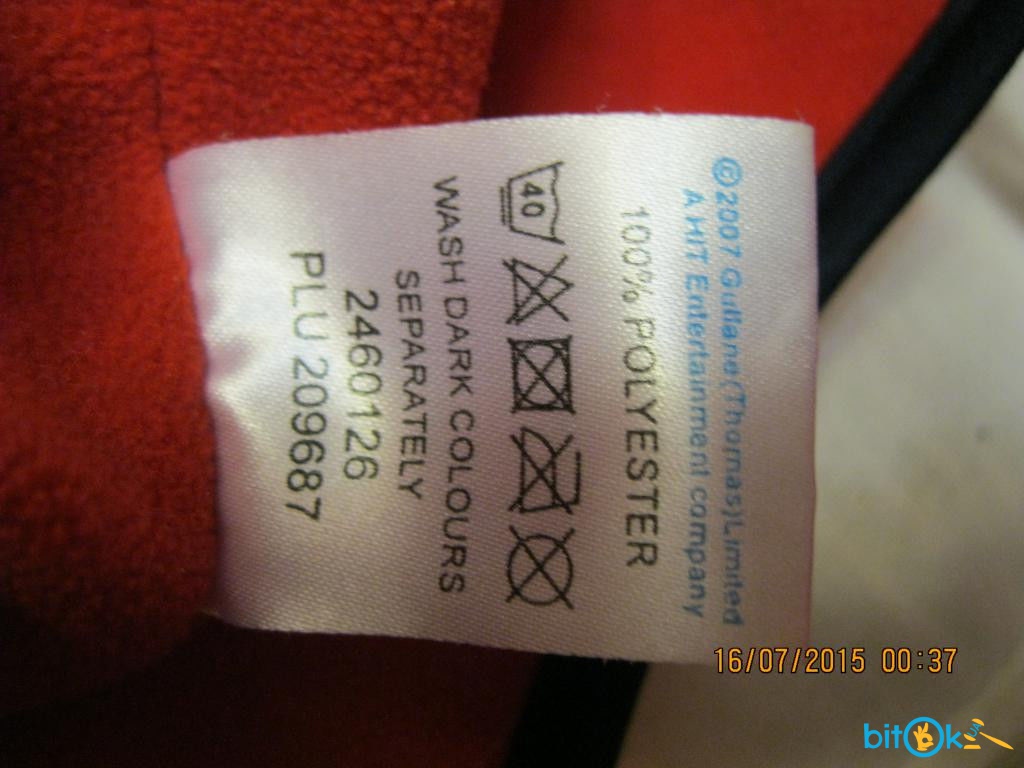 ©2007 Gullane(Thomas)Limited
A HIT Entertainment company
100% POLYESTER
40
WASH DARK COLOURS
SEPARATELY
2460126
PLU 209687
16/07/2015 00:37
bitOk